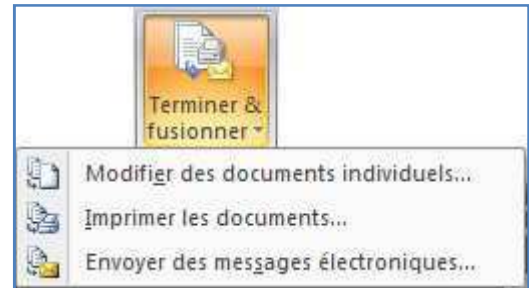 Terminer &
fusionner
Modifier des documents individuels...
Imprimer les documents...
Envoyer des messages électroniques...